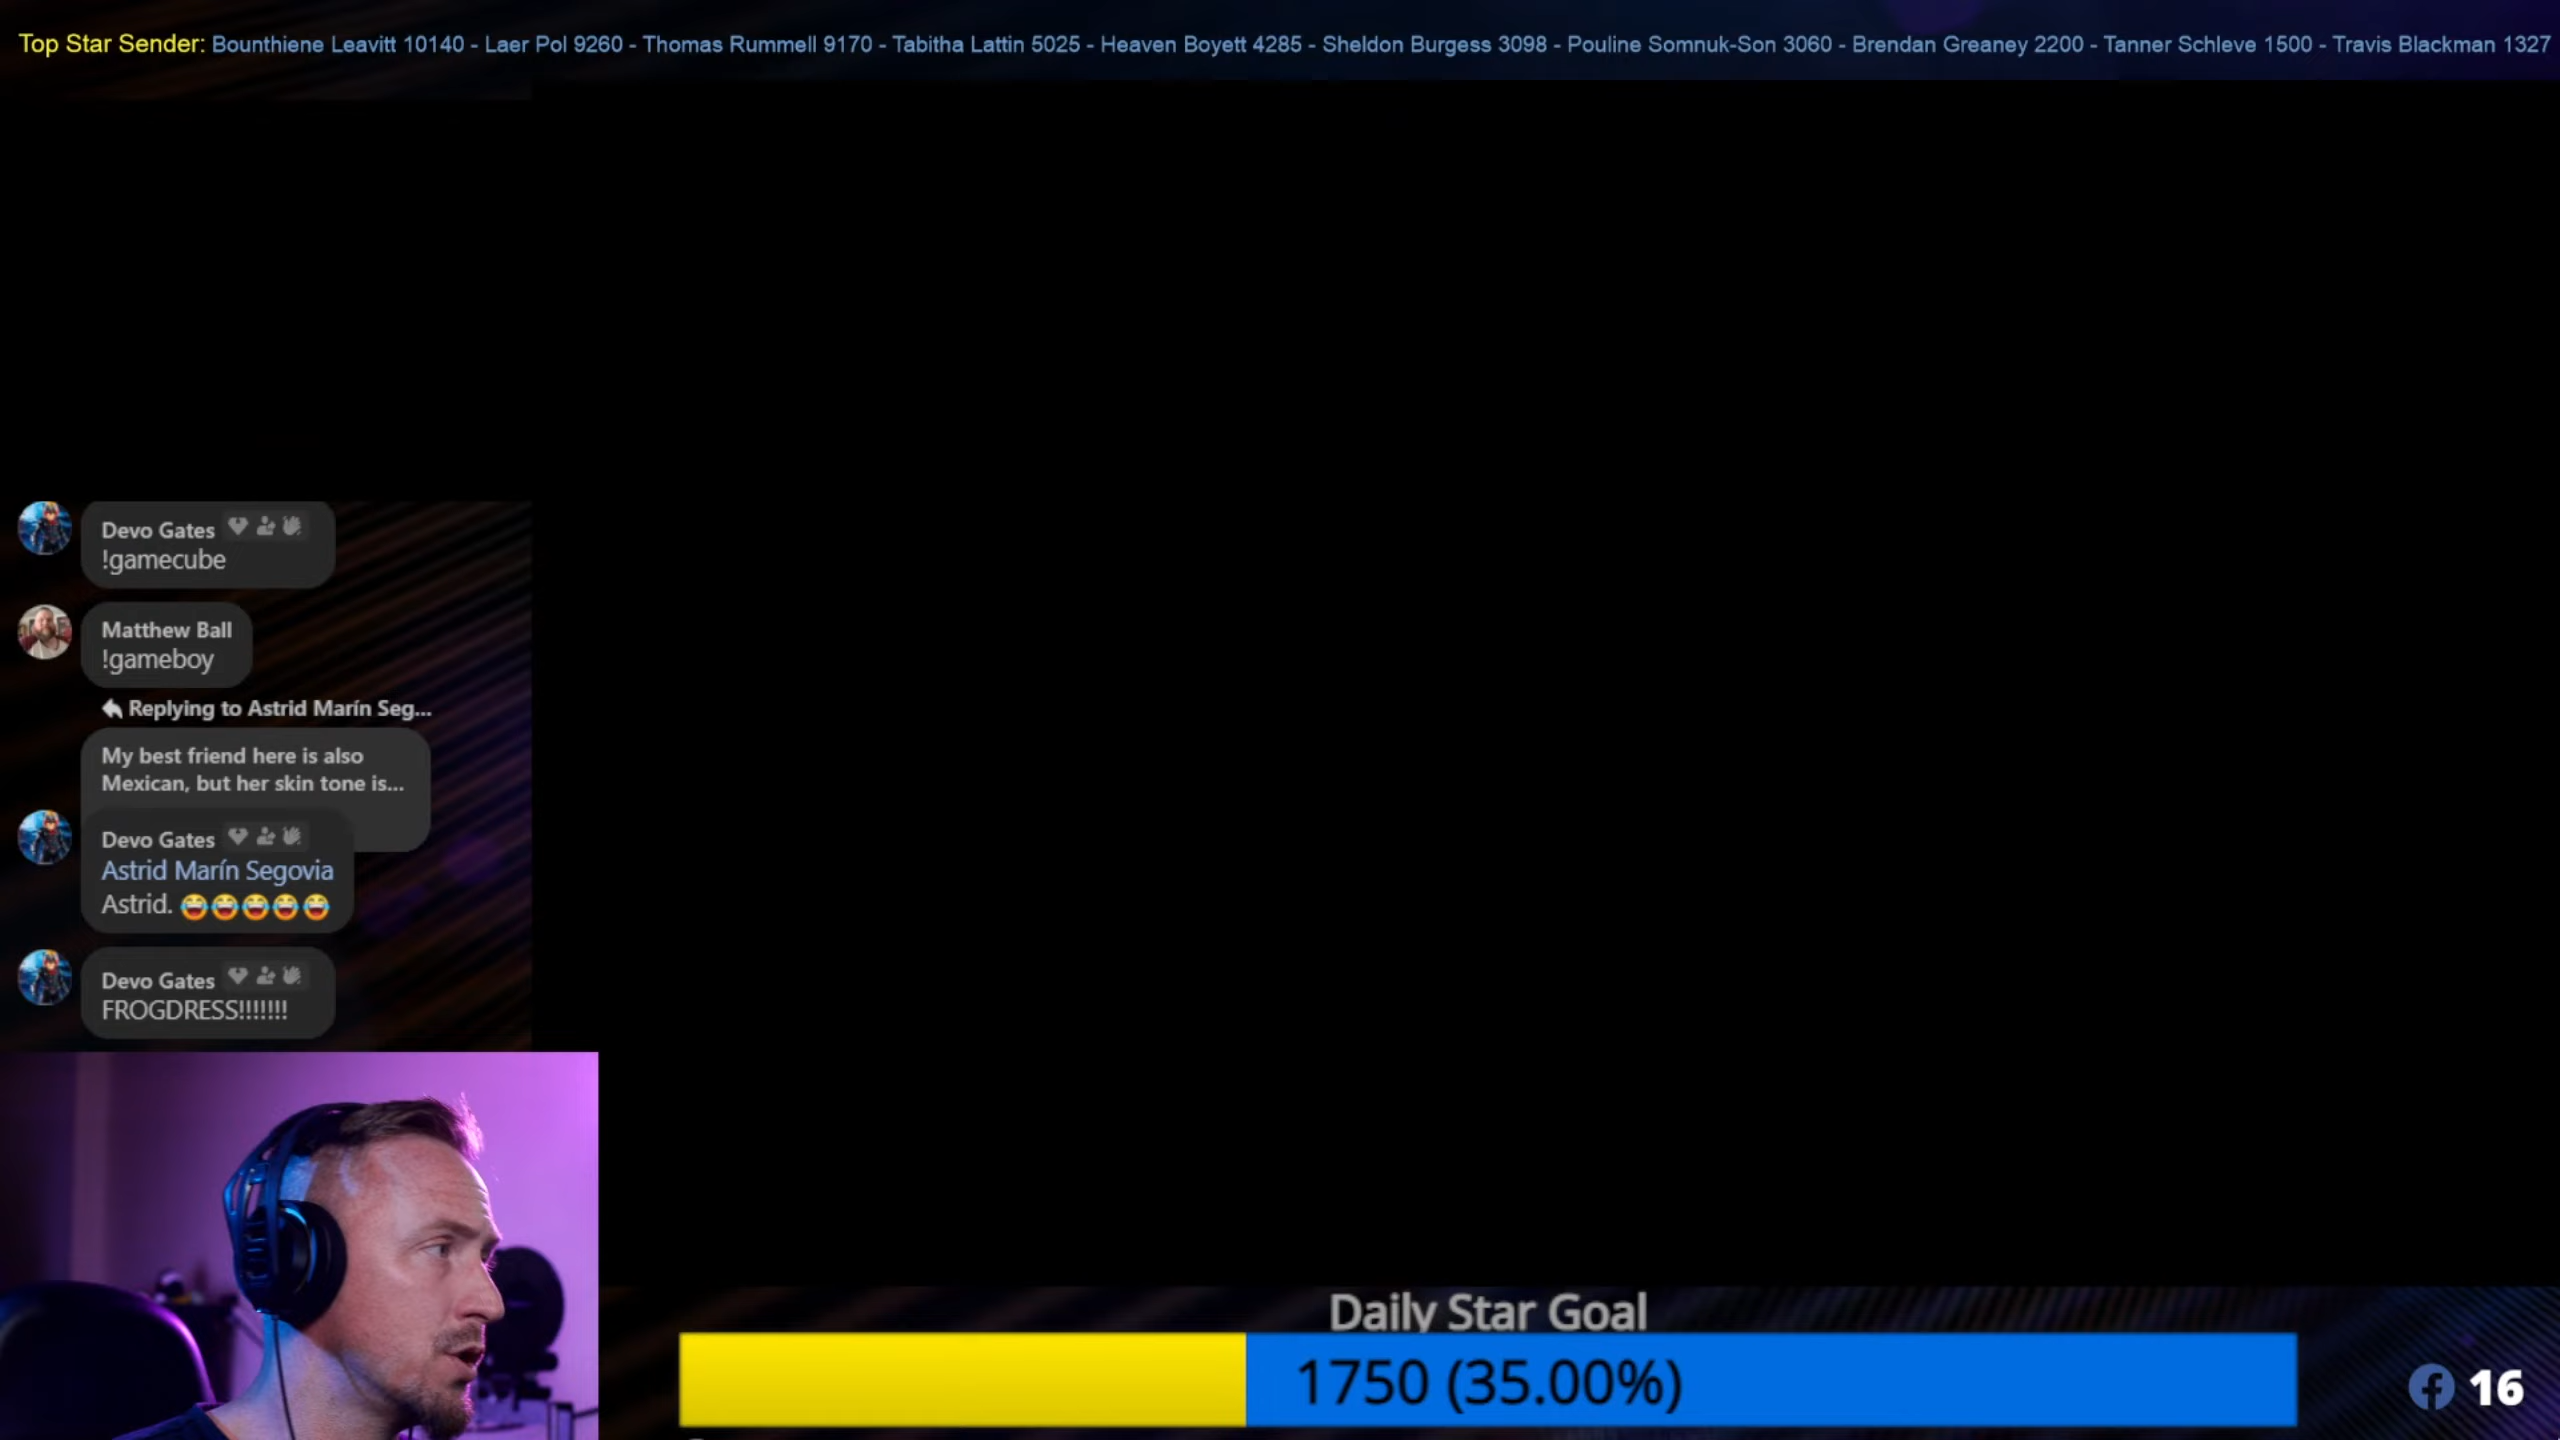 Top Star Sender: Bounthiene Leavitt 10140 - Laer Pol 9260 - Thomas Rummell 9170 - Tabitha Lattin 5025 - Heaven Boyett 4285 - Sheldon Burgess 3098 - Pouline Somnuk-Son 3060 - Brendan Greaney 2200 - Tanner Schleve 1500 - Travis Blackman 1327
Devo Gates
!gamecube
Matthew Ball
!gameboy
Replying to Astrid Marín Seg...
My best friend here is also
Mexican, but her skin tone is...
Devo Gates
Astrid Marín Segovia
Astrid. 😂😂😂😂😂
Devo Gates
FROGDRESS!!!!!!!
Daily Star Goal
1750 (35.00%)
16